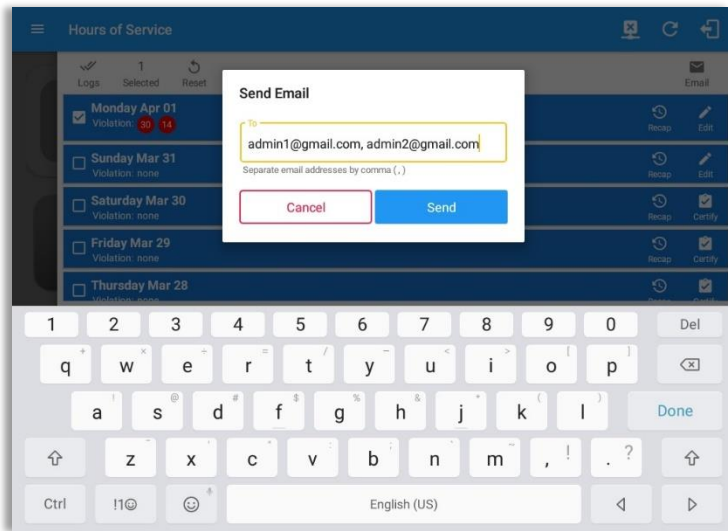 Hours of Service
Logs
1
Selected
Reset
Email
Monday Apr 01
Violation: 30 14
Recap
Edit
Sunday Mar 31
Violation: none
Recap
Edit
Saturday Mar 30
Violation: none
Recap
Certify
Friday Mar 29
Violation: none
Recap
Certify
Thursday Mar 28
Violation: none
Send Email
To
admin1@gmail.com, admin2@gmail.com
Separate email addresses by comma (,)
Cancel
Send
1 2 3 4 5 6 7 8 9 0 Del
q + w × e ÷ r = t / y _ u < i > o [ p ]
a ! s @ d # f $ g % h & j * k ( l ) Done
z - x ' c " v : b ; n ` m ~ , ! . ?
Ctrl !1☺ English (US)